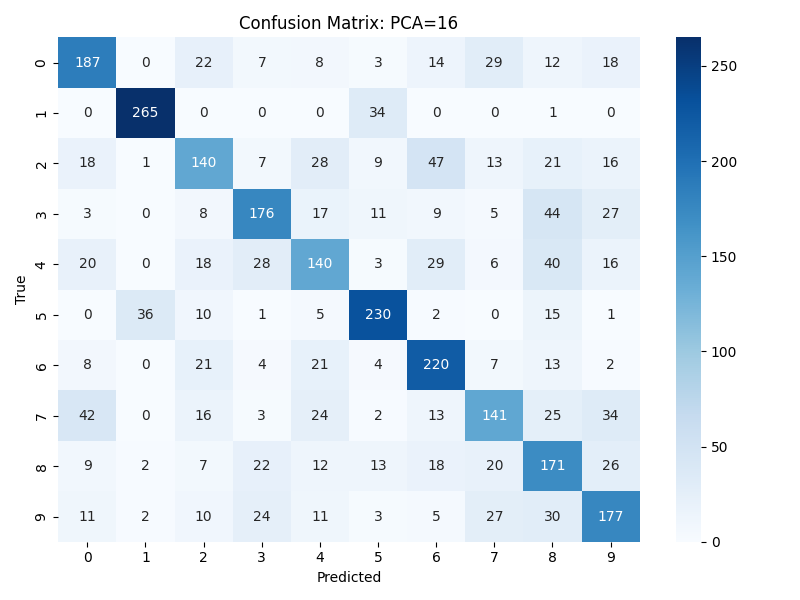 Confusion Matrix: PCA=16
0 187 0 22 7 8 3 14 29 12 18
1 0 265 0 0 0 34 0 0 1 0
2 18 1 140 7 28 9 47 13 21 16
3 3 0 8 176 17 11 9 5 44 27
4 20 0 18 28 140 3 29 6 40 16
5 0 36 10 1 5 230 2 0 15 1
6 8 0 21 4 21 4 220 7 13 2
7 42 0 16 3 24 2 13 141 25 34
8 9 2 7 22 12 13 18 20 171 26
9 11 2 10 24 11 3 5 27 30 177
0 1 2 3 4 5 6 7 8 9
Predicted
True
250
200
150
100
50
0